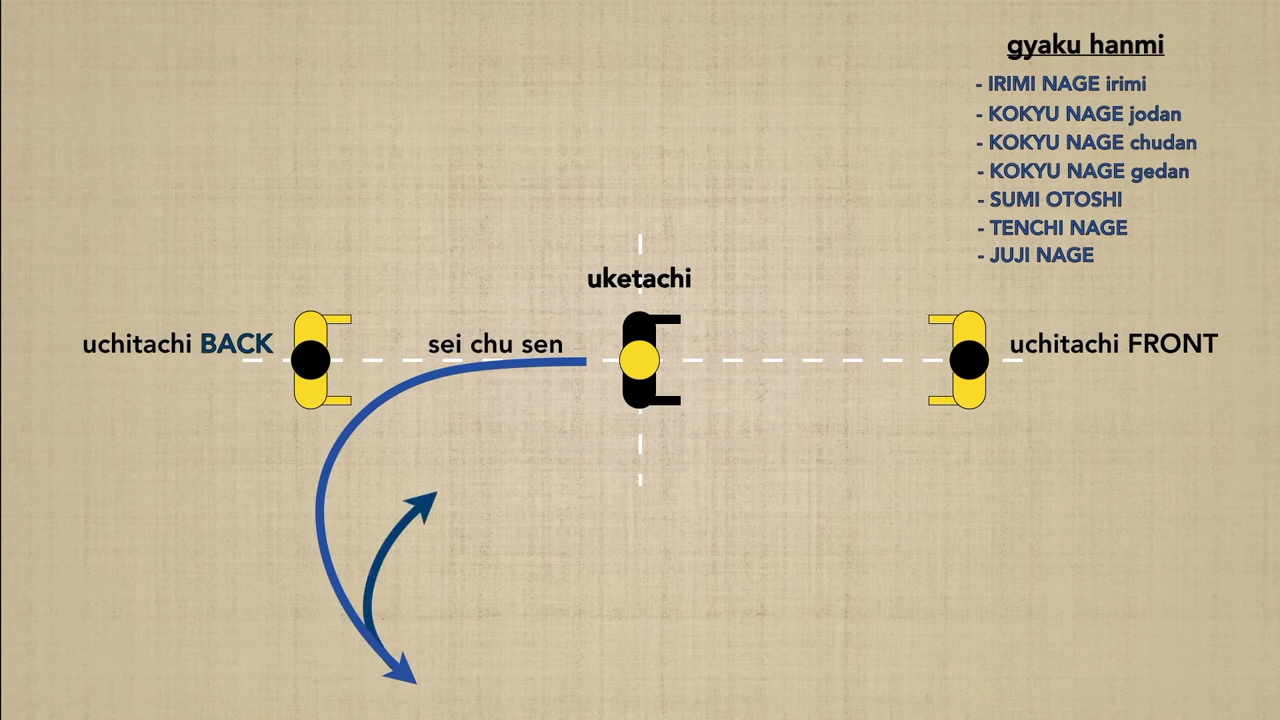 gyaku hanmi
- IRIMI NAGE irimi
- KOKYU NAGE jodan
- KOKYU NAGE chudan
- KOKYU NAGE gedan
- SUMI OTOSHI
- TENCHI NAGE
- JUJI NAGE
uketachi
uchitachi BACK
sei chu sen
uchitachi FRONT